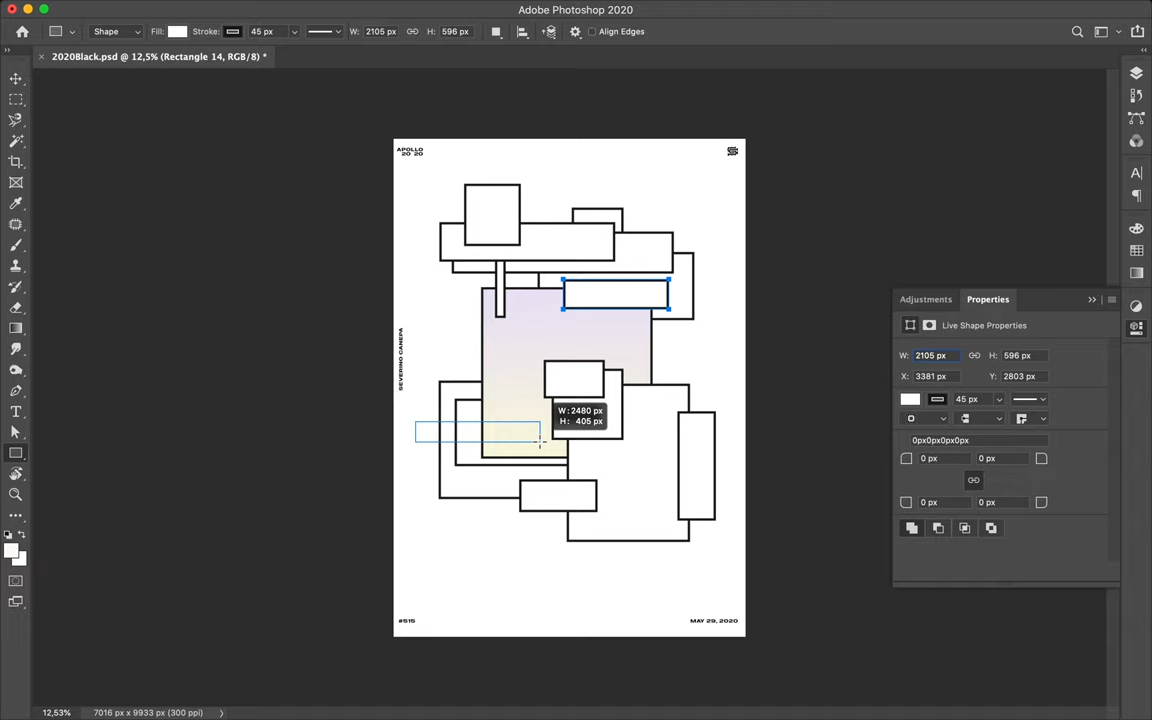 Adobe Photoshop 2020
Shape Fill: Stroke: 45 px W: 2105 px H: 596 px Align Edges
2020Black.psd @ 12,5% (Rectangle 14, RGB/8) *
APOLLO
20 20
SEVERINO CANEPA
W: 2480 px
H: 405 px
#515
MAY 29, 2020
Adjustments Properties
Live Shape Properties
W: 2105 px H: 596 px
X: 3381 px Y: 2803 px
45 px
0px0px0px0px
0 px 0 px
0 px 0 px
12,53% 7016 px x 9933 px (300 ppi)